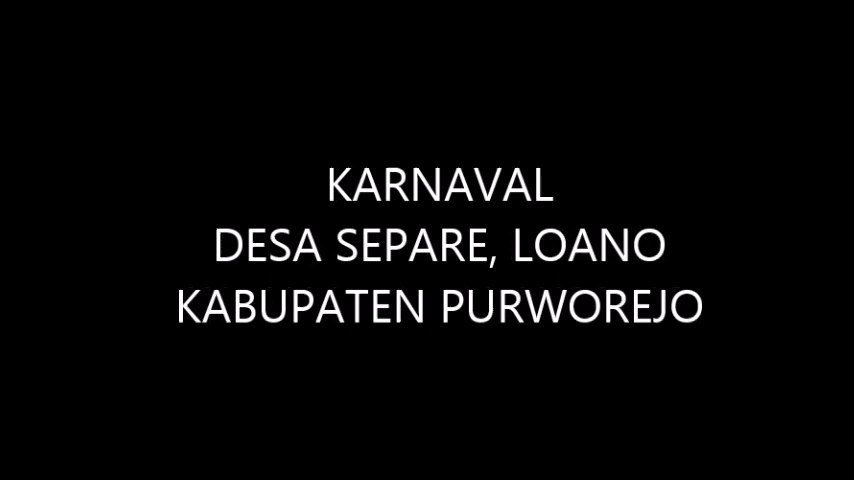 KARNAVAL
DESA SEPARE, LOANO
KABUPATEN PURWOREJO